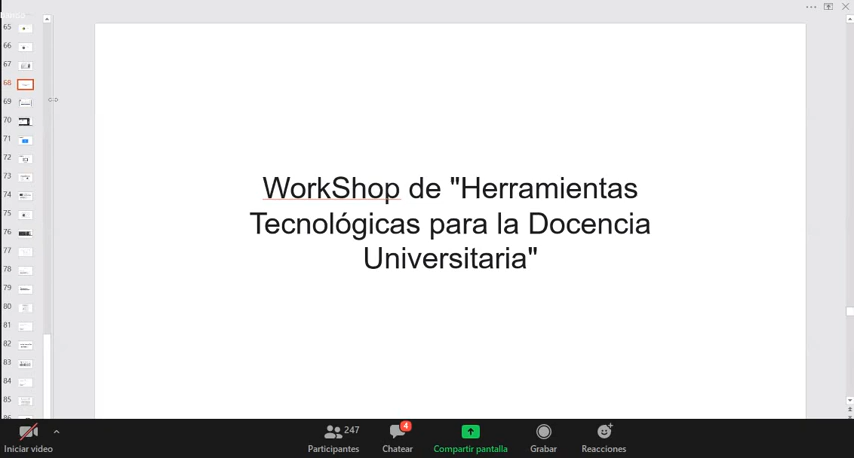 65
66
67
68
69
70
71
72
73
74
75
76
77
78
79
80
81
82
83
84
85
86
WorkShop de "Herramientas
Tecnológicas para la Docencia
Universitaria"
247
4
Iniciar video
Participantes
Chatear
Compartir pantalla
Grabar
Reacciones